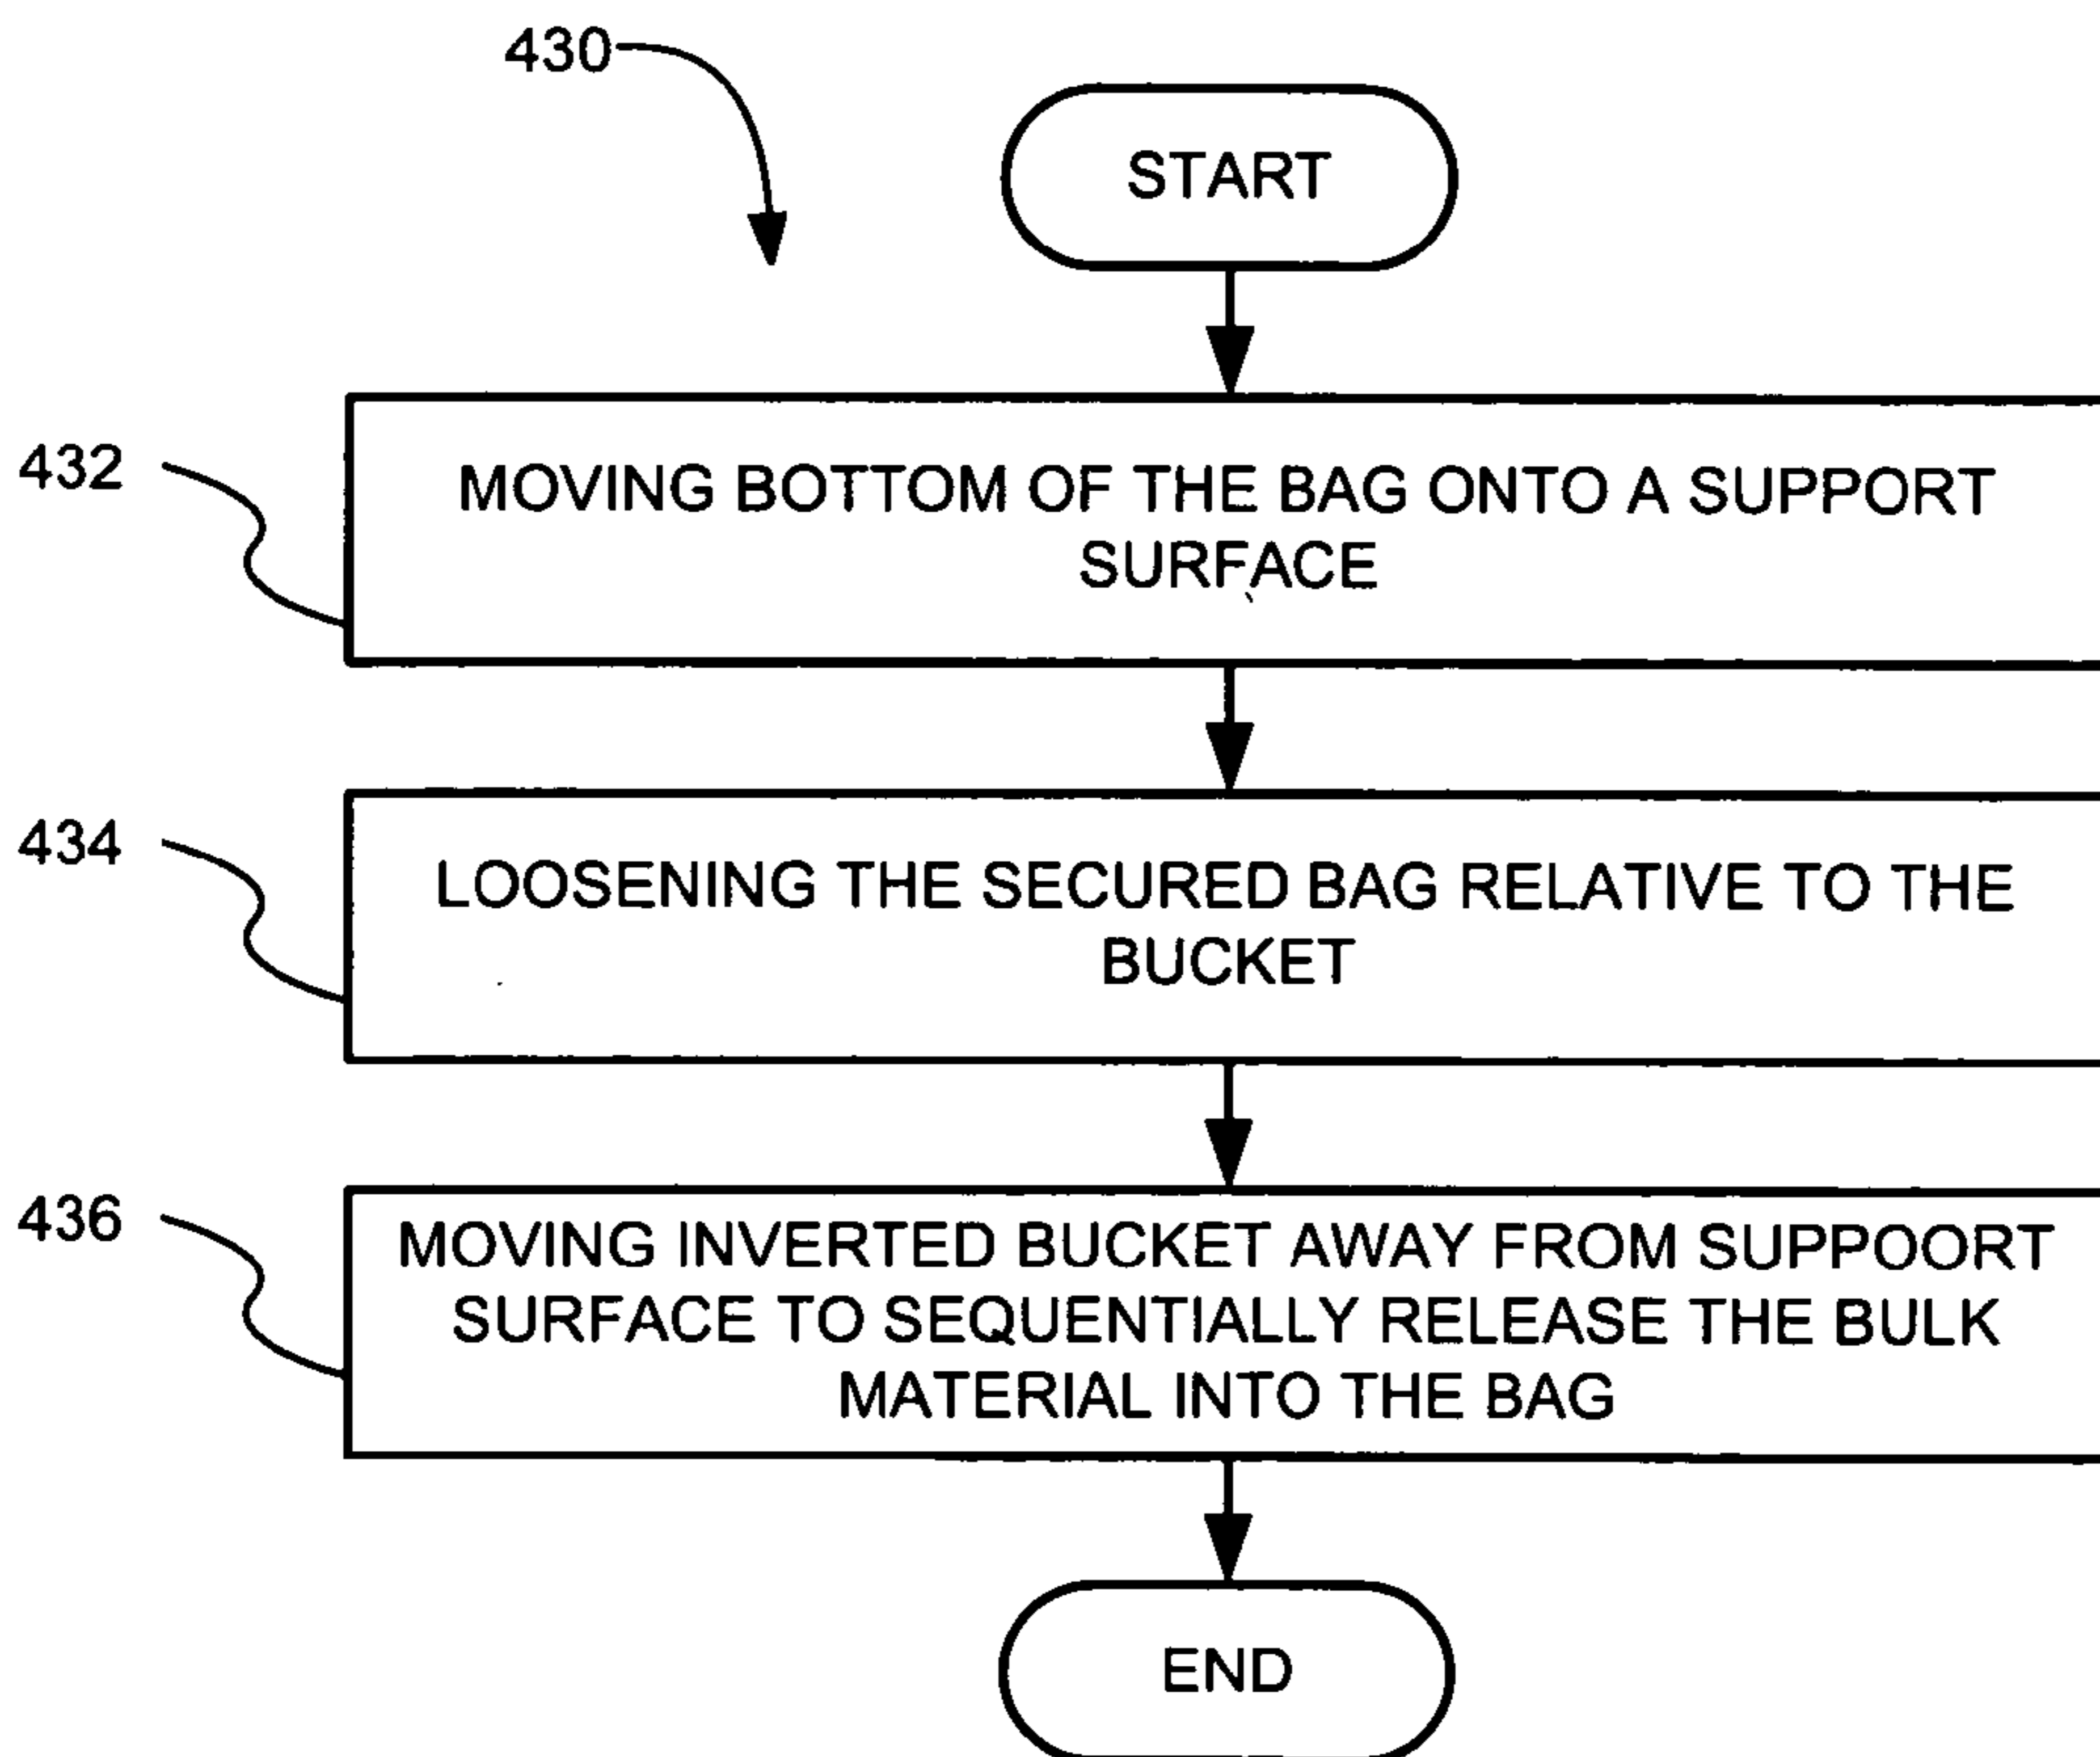 430
START
432
MOVING BOTTOM OF THE BAG ONTO A SUPPORT
SURFACE
434
LOOSENING THE SECURED BAG RELATIVE TO THE
BUCKET
436
MOVING INVERTED BUCKET AWAY FROM SUPPOORT
SURFACE TO SEQUENTIALLY RELEASE THE BULK
MATERIAL INTO THE BAG
END